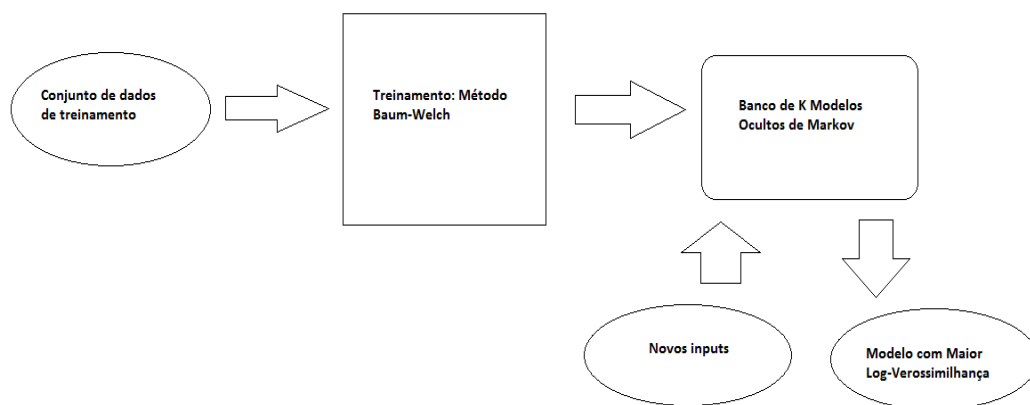 Conjunto de dados
de treinamento
Treinamento: Método
Baum-Welch
Banco de K Modelos
Ocultos de Markov
Novos inputs
Modelo com Maior
Log-Verossimilhança